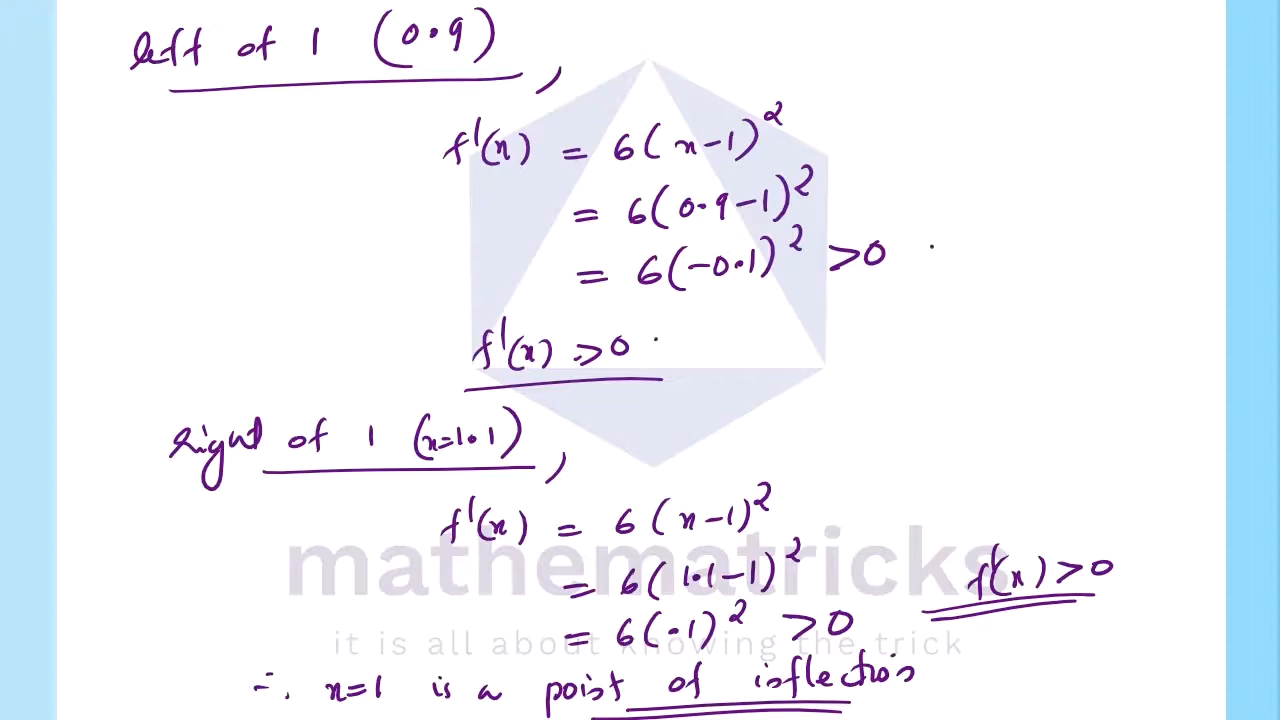 left of 1 (0.9),
f'(x) = 6(x-1)²
= 6(0.9-1)²
= 6(-0.1)² >0
f'(x) >0
Right of 1 (x=1.1),
f'(x) = 6(x-1)²
mathematricks
= 6(1.1-1)²
f'(x) >0
= 6(.1)² >0
it is all about knowing the trick
∴ x=1 is a point of inflection